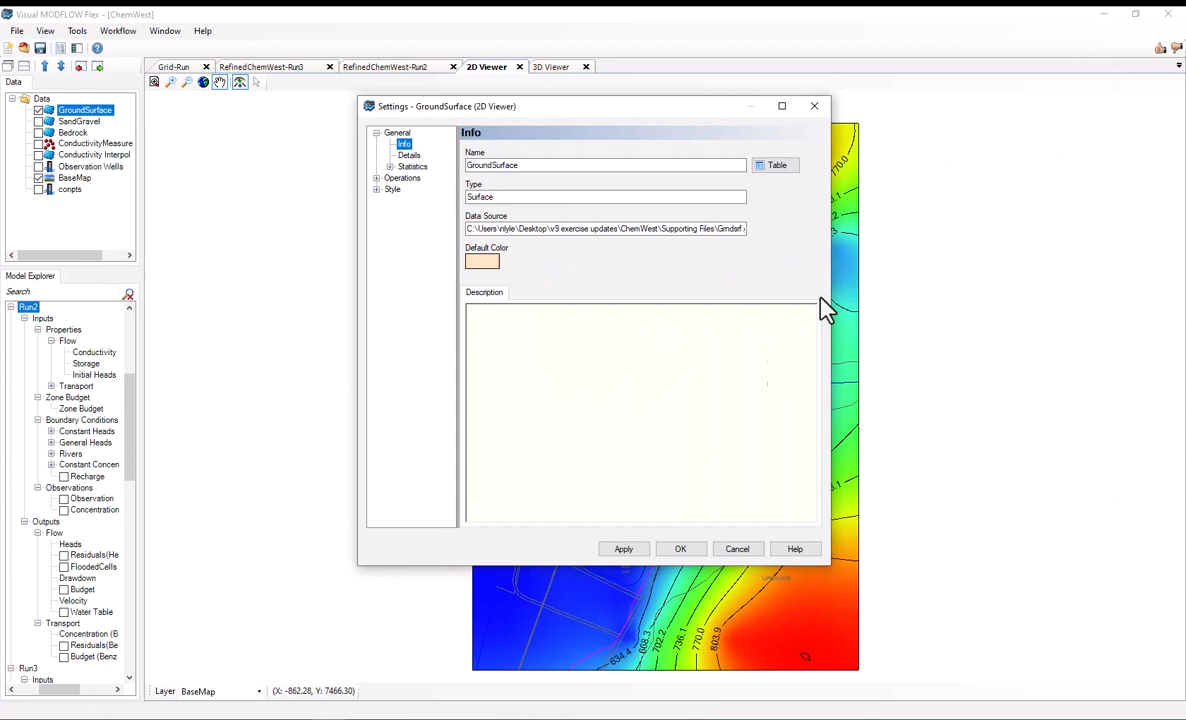 Visual MODFLOW Flex - [ChemWest]
File View Tools Workflow Window Help
Data
Grid-Run
RefinedChemWest-Run3
RefinedChemWest-Run2
2D Viewer
3D Viewer
Data
GroundSurface
SandGravel
Bedrock
ConductivityMeasure
Conductivity Interpol
Observation Wells
BaseMap
conpts
Model Explorer
Search
Run2
Inputs
Properties
Flow
Conductivity
Storage
Initial Heads
Transport
Zone Budget
Zone Budget
Boundary Conditions
Constant Heads
General Heads
Rivers
Constant Concen
Recharge
Observations
Observation
Concentration
Outputs
Flow
Heads
Residuals(He
FloodedCells
Drawdown
Budget
Velocity
Water Table
Transport
Concentration (B
Residuals(Be
Budget (Benz
Run3
Inputs
Settings - GroundSurface (2D Viewer)
General
Info
Details
Statistics
Operations
Style
Info
Name
GroundSurface
Table
Type
Surface
Data Source
C:\Users\nlyle\Desktop\v9 exercise updates\ChemWest\Supporting Files\Grndsrf.
Default Color
Description
Apply
OK
Cancel
Help
770.0
634.4
668.3
702.2
736.1
770.0
803.9
Layer BaseMap (X: -862.28, Y: 7466.30)